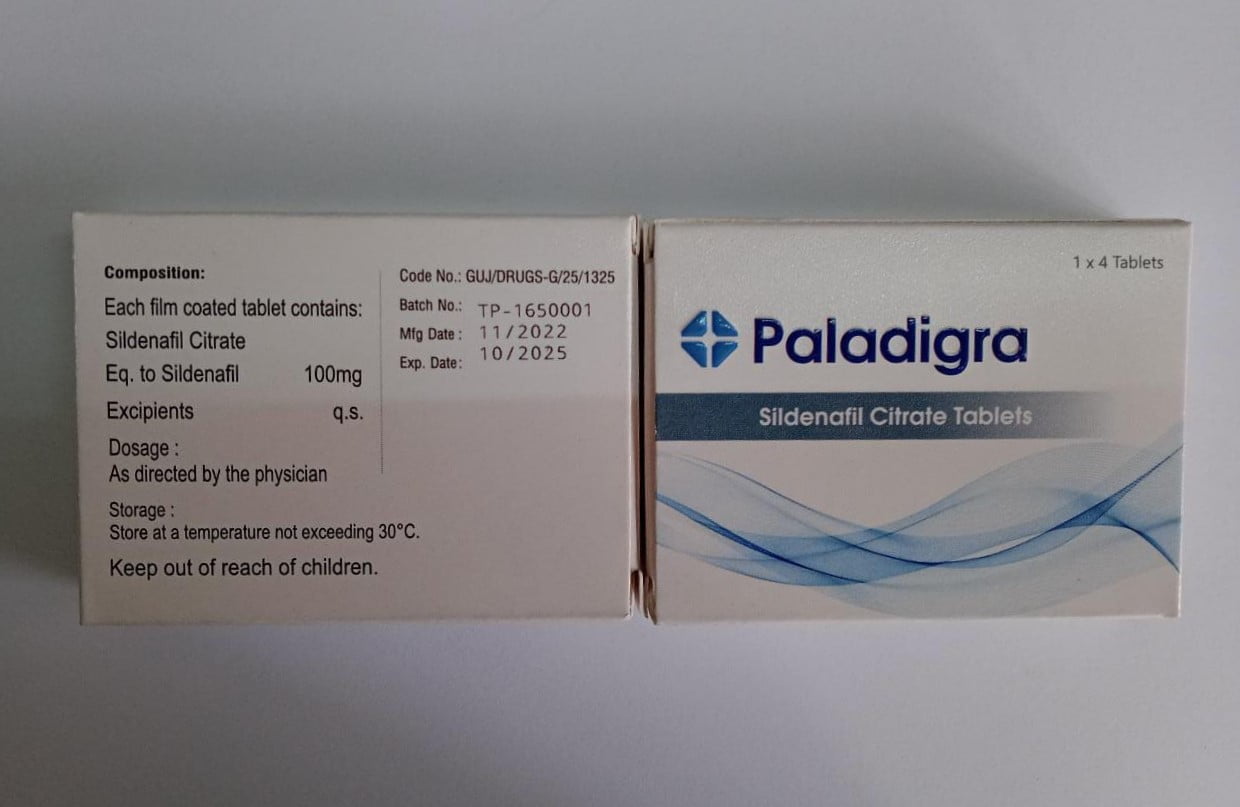 Composition:
Each film coated tablet contains:
Sildenafil Citrate
Eq. to Sildenafil 100mg
Excipients q.s.
Dosage :
As directed by the physician
Storage :
Store at a temperature not exceeding 30°C.
Keep out of reach of children.
Code No.: GUJ/DRUGS-G/25/1325
Batch No.: TP-1650001
Mfg Date : 11/2022
Exp. Date: 10/2025
1 x 4 Tablets
Paladigra
Sildenafil Citrate Tablets